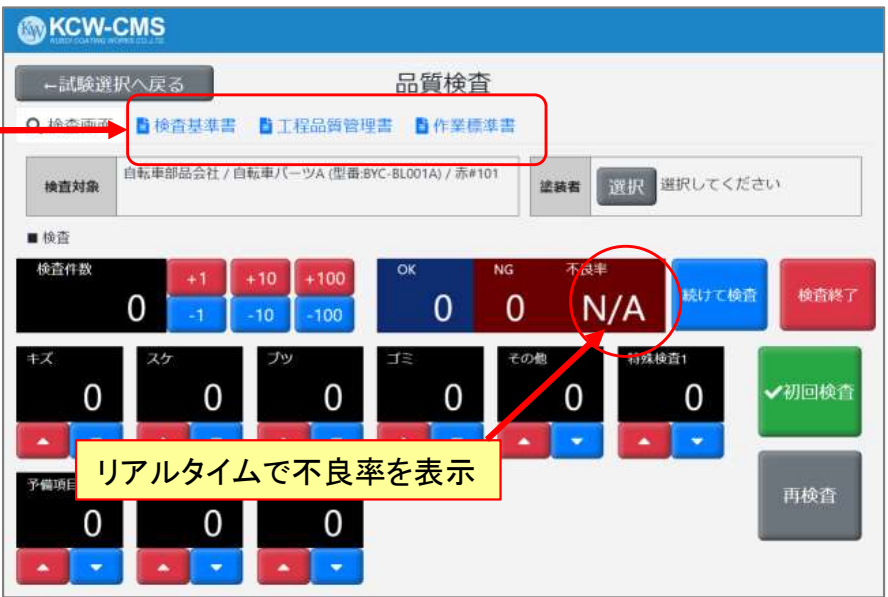 KCW-CMS
←試験選択へ戻る
品質検査
検査画面 検査基準書 工程品質管理書 作業標準書
検査対象 自転車部品会社 / 自転車パーツA (型番:BYC-BL001A) / 赤#101 塗装者 選択 選択してください
■ 検査
検査件数 0 +1 +10 +100 OK 0 NG 0 不良率 N/A 続けて検査 検査終了
-1 -10 -100
キズ スケ ブツ ゴミ その他 特殊検査1
0 0 0 0 0 0
✔初回検査
リアルタイムで不良率を表示
予備項目
0 0 0
再検査